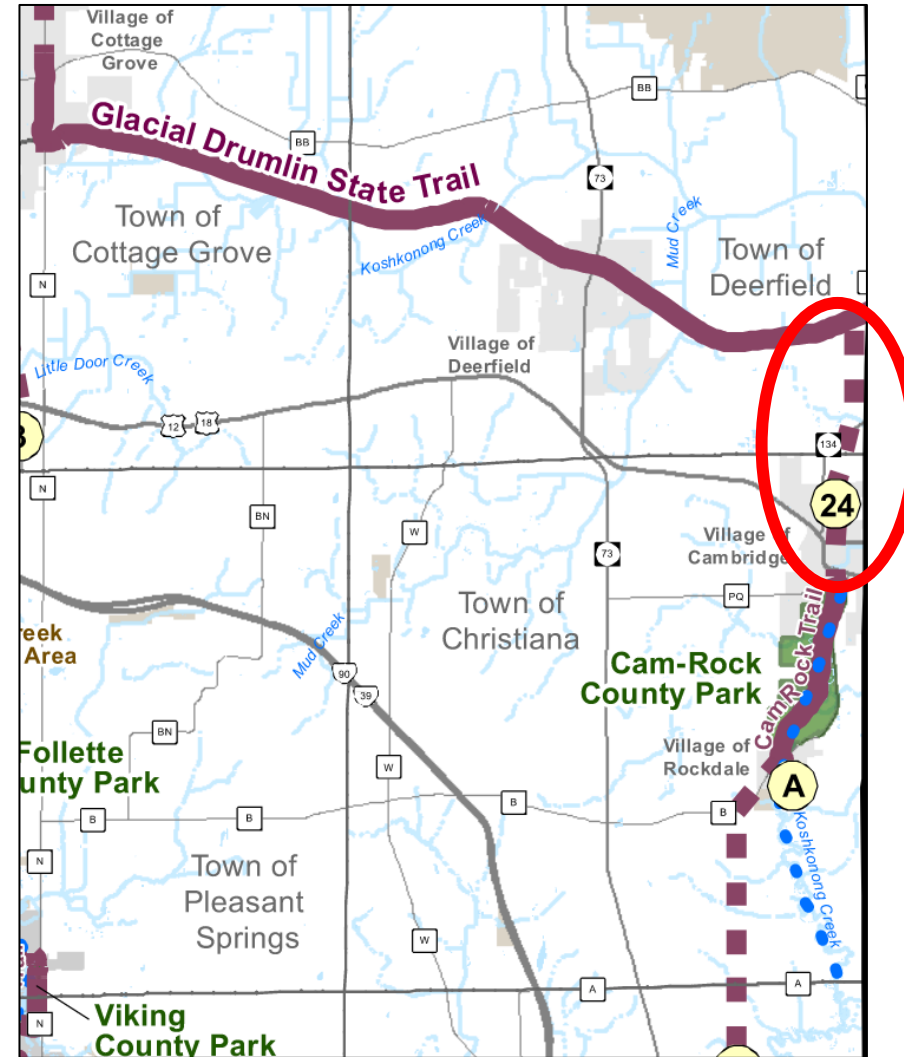 Village of
Cottage
Grove
BB
Glacial Drumlin State Trail
BB
73
Town of
Cottage Grove
Koshkonong Creek
Mud Creek
Town of
Deerfield
N
Village of
Deerfield
Little Door Creek
12
18
134
N
BN
W
24
Village of
Cambridge
73
PQ
Town of
Christiana
Mud Creek
reek
Area
90
39
Cam-Rock
County Park
CamRock Trail
BN
Follette
unty Park
W
Village of
Rockdale
A
B
B
B
B
N
Koshkonong Creek
Town of
Pleasant
Springs
W
A
A
N
Viking
County Park